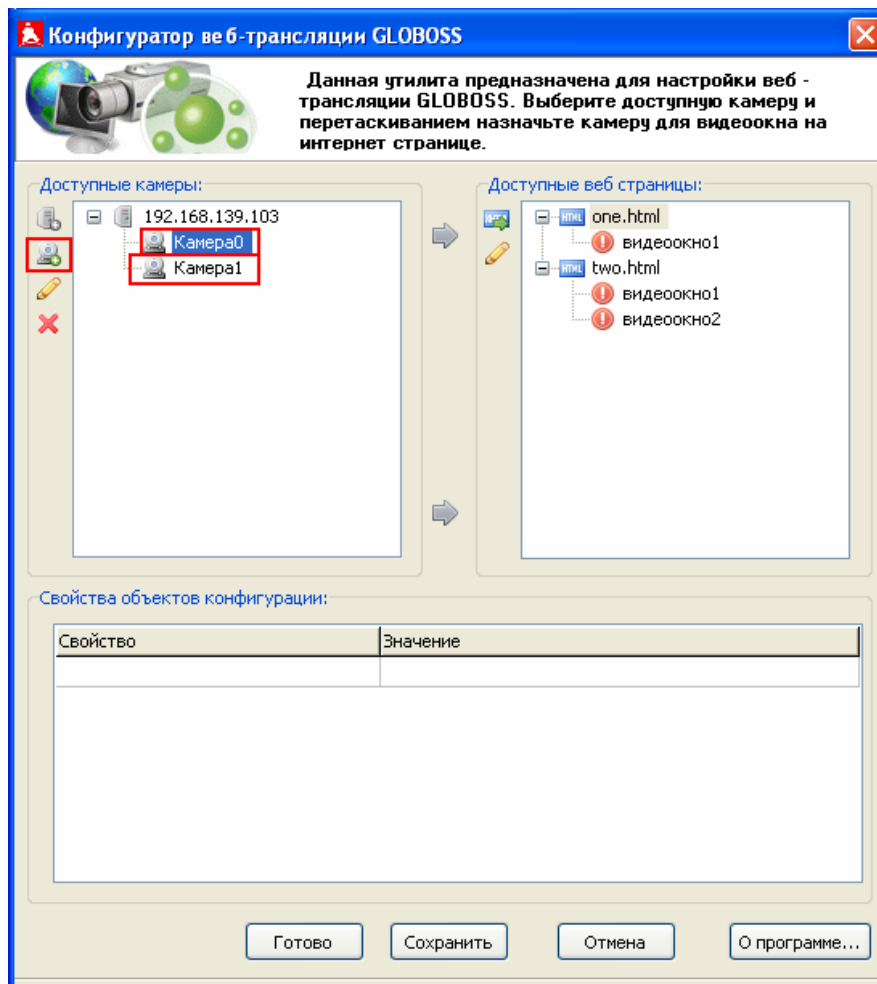 Конфигуратор веб-трансляции GLOBOSS
Данная утилита предназначена для настройки веб -
трансляции GLOBOSS. Выберите доступную камеру и
перетаскиванием назначьте камеру для видеоокна на
интернет странице.
Доступные камеры:
192.168.139.103
Камера0
Камера1
Доступные веб страницы:
HTML one.html
видеоокно1
HTML two.html
видеоокно1
видеоокно2
Свойства объектов конфигурации:
Свойство Значение
Готово Сохранить Отмена О программе...